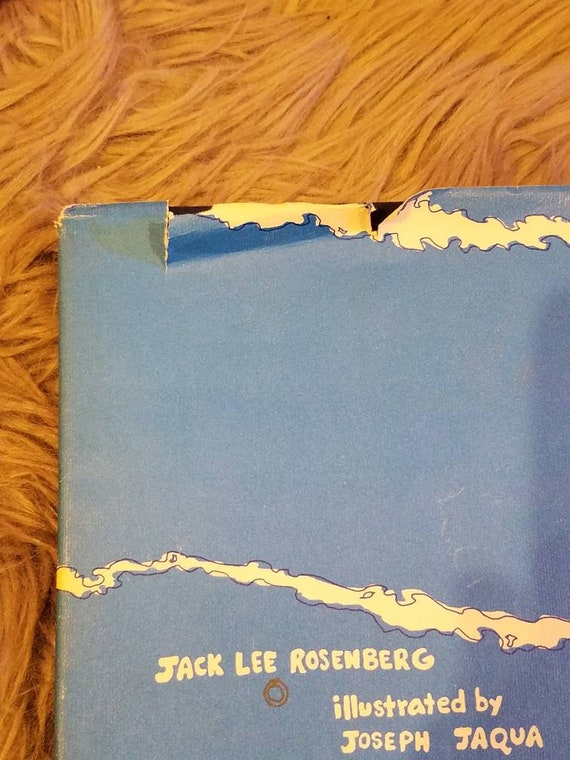 JACK LEE ROSENBERG
illustrated by
JOSEPH JAQUA